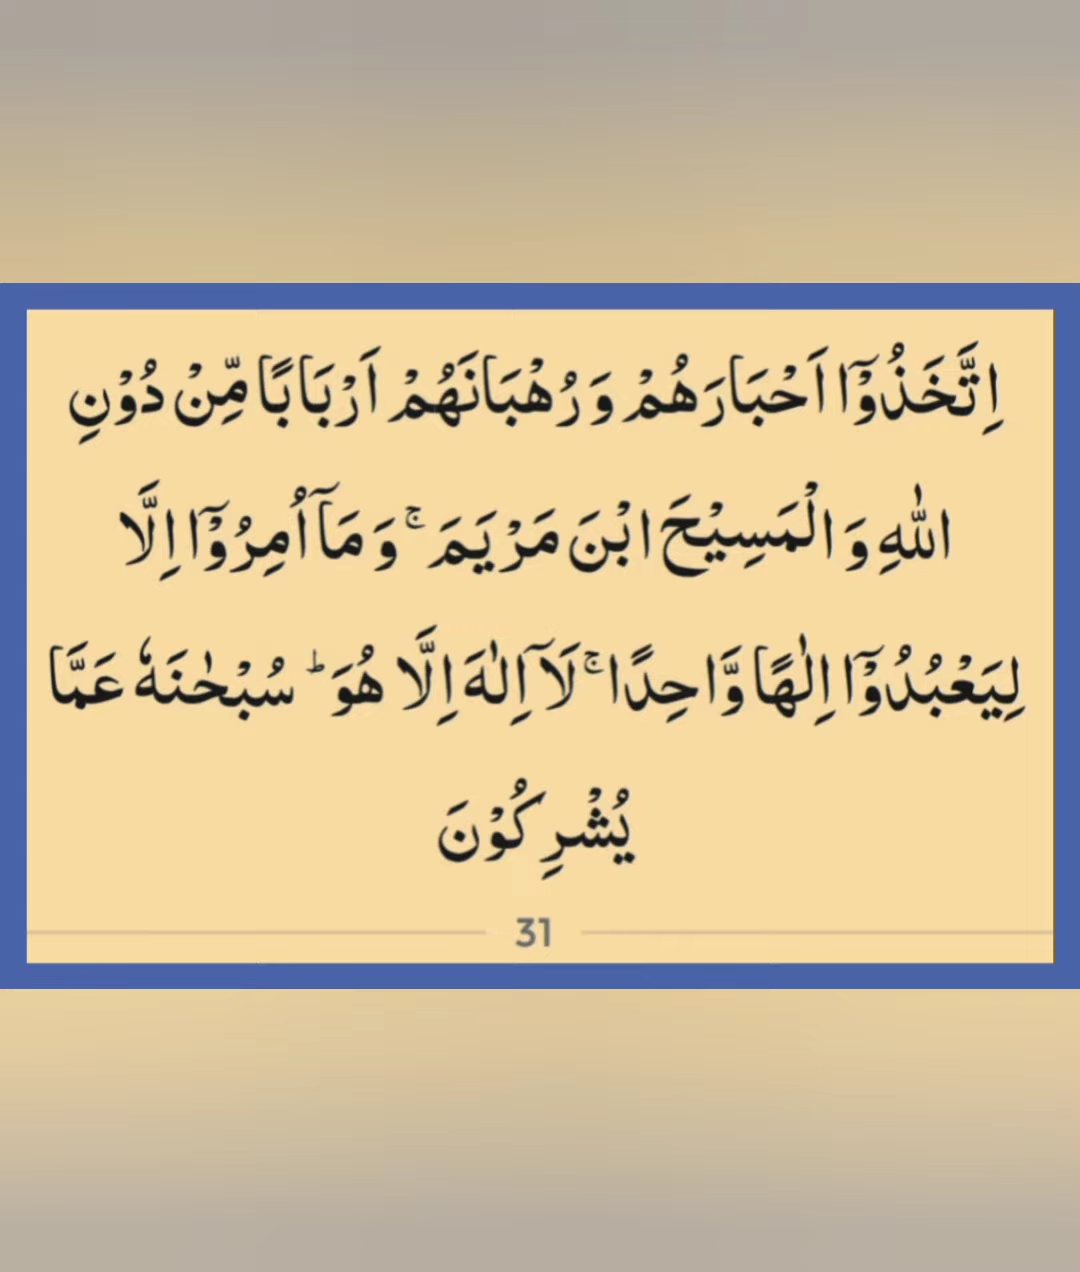 اِتَّخَذُوْۤا اَحْبَارَهُمْ وَ رُهْبَانَهُمْ اَرْبَابًا مِّنْ دُوْنِ
اللّٰهِ وَ الْمَسِیْحَ ابْنَ مَرْیَمَ ۚ وَ مَاۤ اُمِرُوْۤا اِلَّا
لِیَعْبُدُوْۤا اِلٰهًا وَّاحِدًا ۚ لَاۤ اِلٰهَ اِلَّا هُوَ ؕ سُبْحٰنَهٗ عَمَّا
یُشْرِكُوْنَ
31